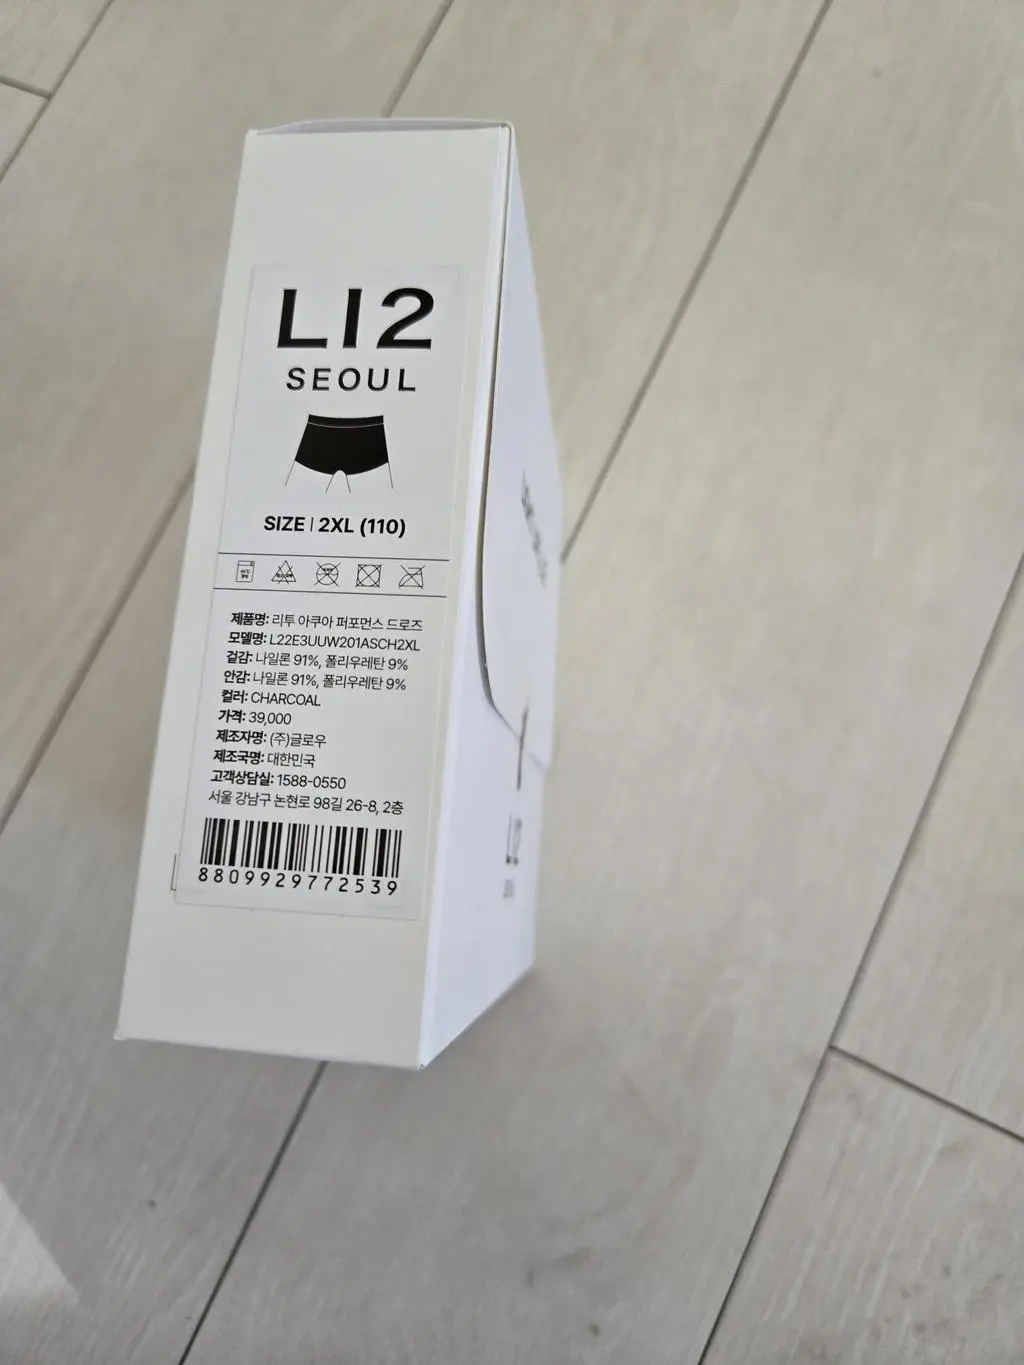 LI2
SEOUL
SIZE | 2XL (110)
제품명: 리투 아쿠아 퍼포먼스 드로즈
모델명: L22E3UUW201ASCH2XL
겉감: 나일론 91%, 폴리우레탄 9%
안감: 나일론 91%, 폴리우레탄 9%
컬러: CHARCOAL
가격: 39,000
제조자명: (주)글로우
제조국명: 대한민국
고객상담실: 1588-0550
서울 강남구 논현로 98길 26-8, 2층
8809929772539
LI2